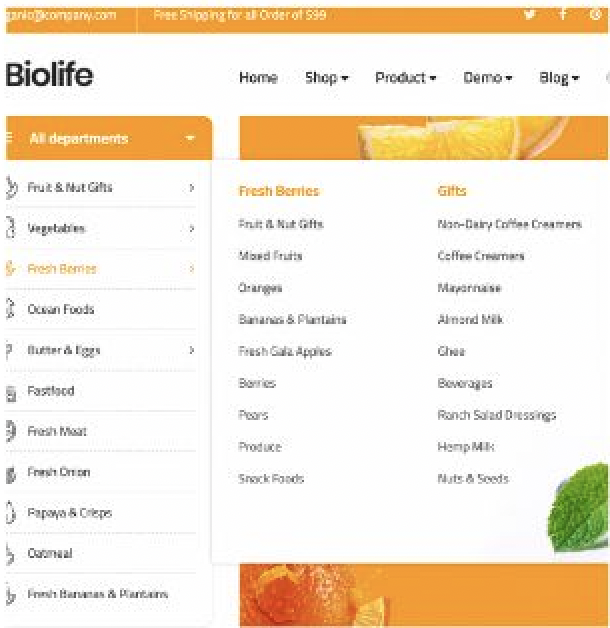 ganic@company.com Free Shipping for all Order of $99
Biolife
Home Shop Product Demo Blog
All departments
Fruit & Nut Gifts
Vegetables
Fresh Berries
Ocean Foods
Butter & Eggs
Fastfood
Fresh Meat
Fresh Onion
Papaya & Crisps
Oatmeal
Fresh Bananas & Plantains
Fresh Berries
Fruit & Nut Gifts
Mixed Fruits
Oranges
Bananas & Plantains
Fresh Gala Apples
Berries
Pears
Produce
Snack Foods
Gifts
Non-Dairy Coffee Creamers
Coffee Creamers
Mayonnaise
Almond Milk
Ghee
Beverages
Ranch Salad Dressings
Hemp Milk
Nuts & Seeds